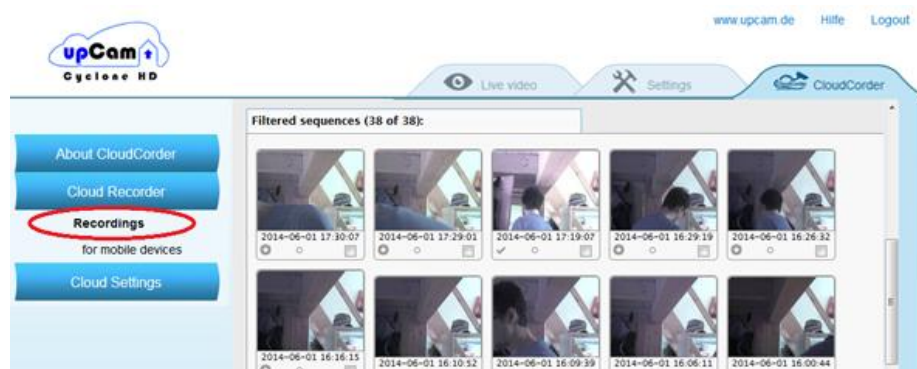 www.upcam.de Hilfe Logout
upCam
Cyclone HD
Live video Settings CloudCorder
Filtered sequences (38 of 38):
About CloudCorder
Cloud Recorder
Recordings
for mobile devices
Cloud Settings
2014-06-01 17:30:07 2014-06-01 17:29:01 2014-06-01 17:19:07 2014-06-01 16:29:19 2014-06-01 16:26:32
2014-06-01 16:16:15 2014-06-01 16:10:52 2014-06-01 16:09:39 2014-06-01 16:06:11 2014-06-01 16:00:44